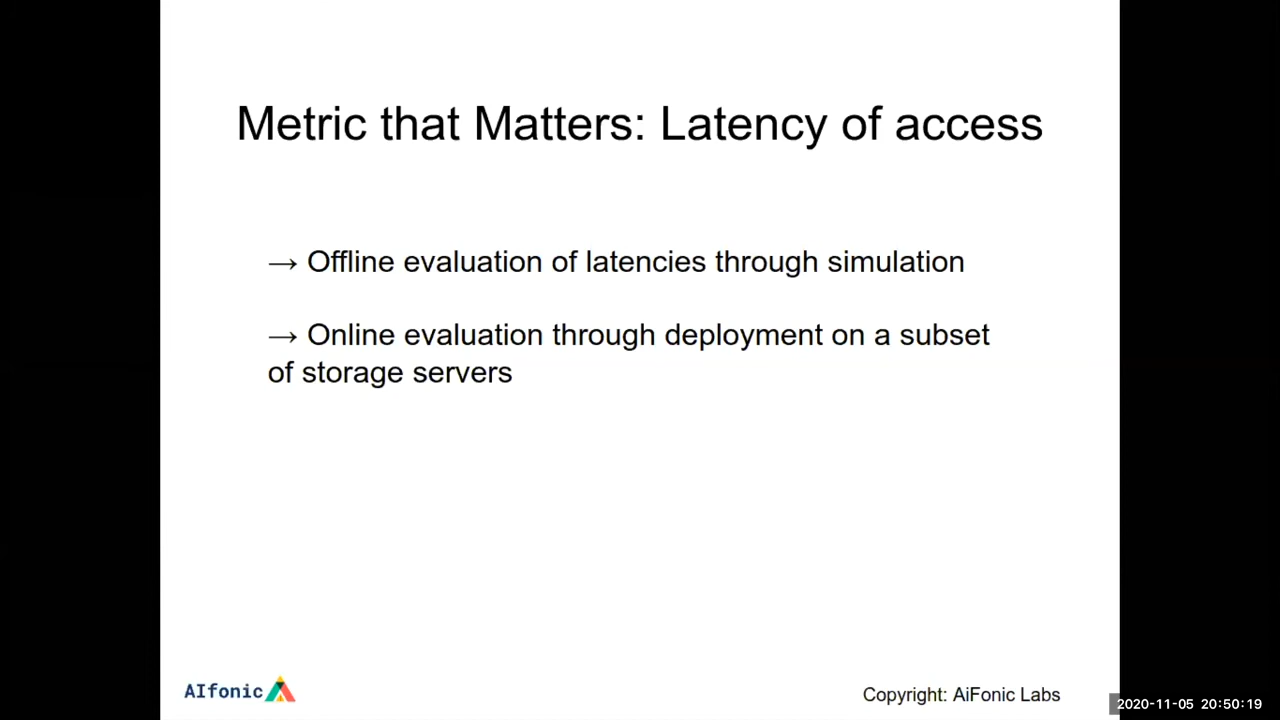 Metric that Matters: Latency of access
→ Offline evaluation of latencies through simulation
→ Online evaluation through deployment on a subset
of storage servers
AIfonic
Copyright: AiFonic Labs
2020-11-05 20:50:19